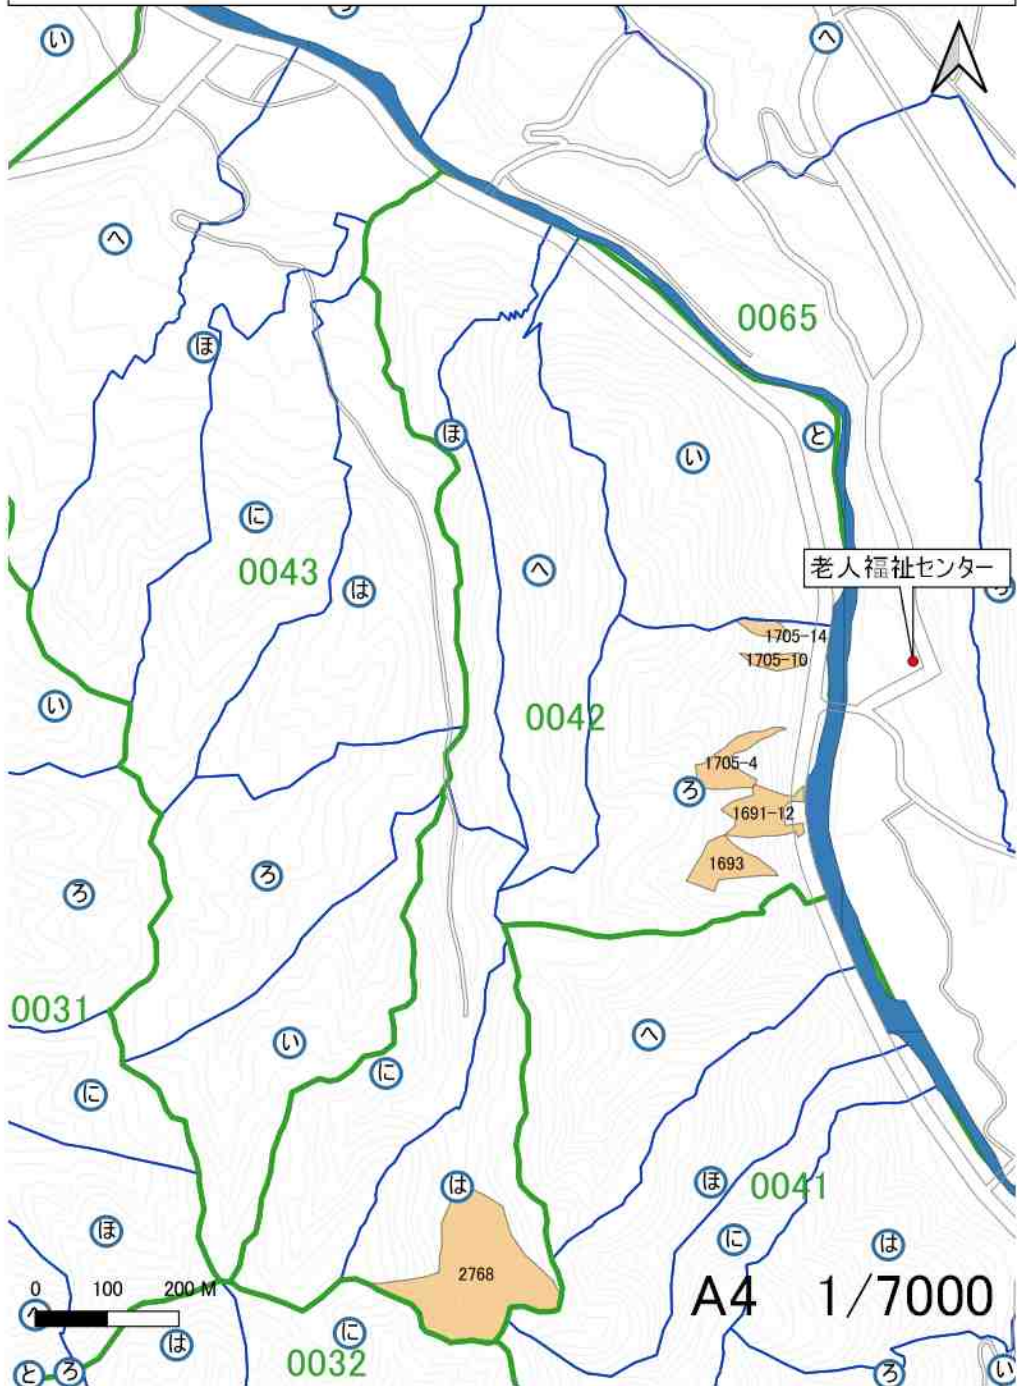 い
う
へ
へ
0065
ほ
ほ
と
い
に
0043
へ
老人福祉センター
は
ろ
1705-14
1705-10
い
0042
1705-4
ろ
1691-12
1693
ろ
ろ
0031
い
へ
に
に
は
ほ
0041
ほ
に
は
2768
0 100 200 M
A4 1/7000
へ
は
に
0032
と
ろ
ろ
い